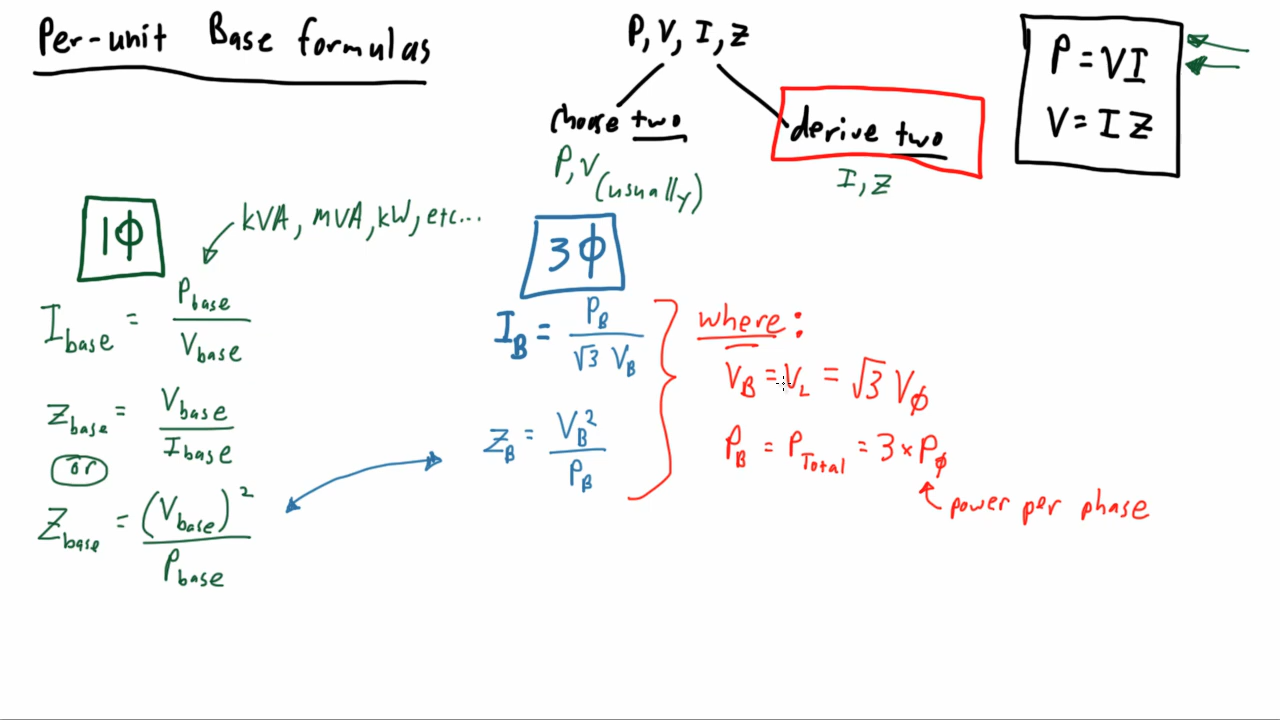 Per-unit Base formulas
P, V, I, Z
choose two
derive two
P, V (usually)
I, Z
P = VI
V = I Z
1ϕ
kVA, MVA, kW, etc...
I_base = P_base / V_base
Z_base = V_base / I_base
or
Z_base = (V_base)² / P_base
3ϕ
I_B = P_B / √3 V_B
Z_B = V_B² / P_B
where:
V_B = V_L = √3 V_ϕ
P_B = P_Total = 3 × P_ϕ
power per phase